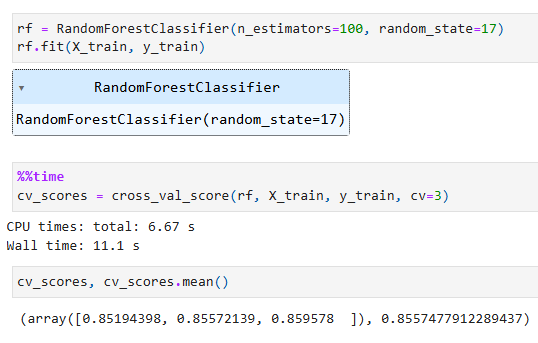 rf = RandomForestClassifier(n_estimators=100, random_state=17)
rf.fit(X_train, y_train)
▾ RandomForestClassifier
RandomForestClassifier(random_state=17)
%%time
cv_scores = cross_val_score(rf, X_train, y_train, cv=3)
CPU times: total: 6.67 s
Wall time: 11.1 s
cv_scores, cv_scores.mean()
(array([0.85194398, 0.85572139, 0.859578  ]), 0.8557477912289437)